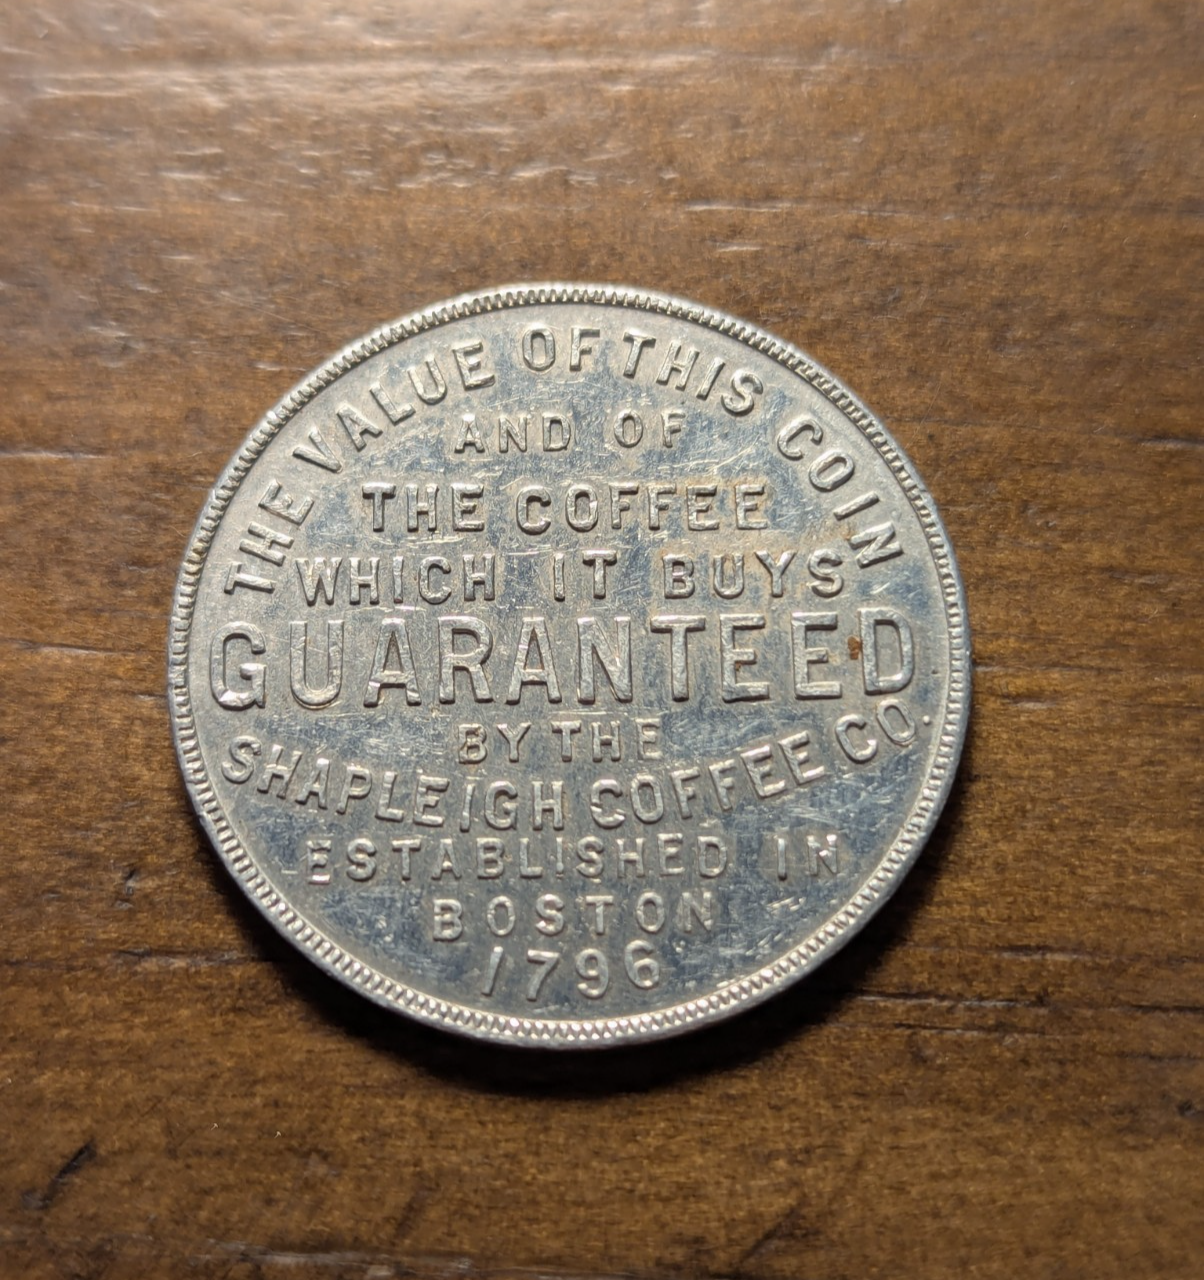 THE VALUE OF THIS COIN
AND OF
THE COFFEE
WHICH IT BUYS
GUARANTEED
BY THE
SHAPLEIGH COFFEE CO.
ESTABLISHED IN
BOSTON
1796